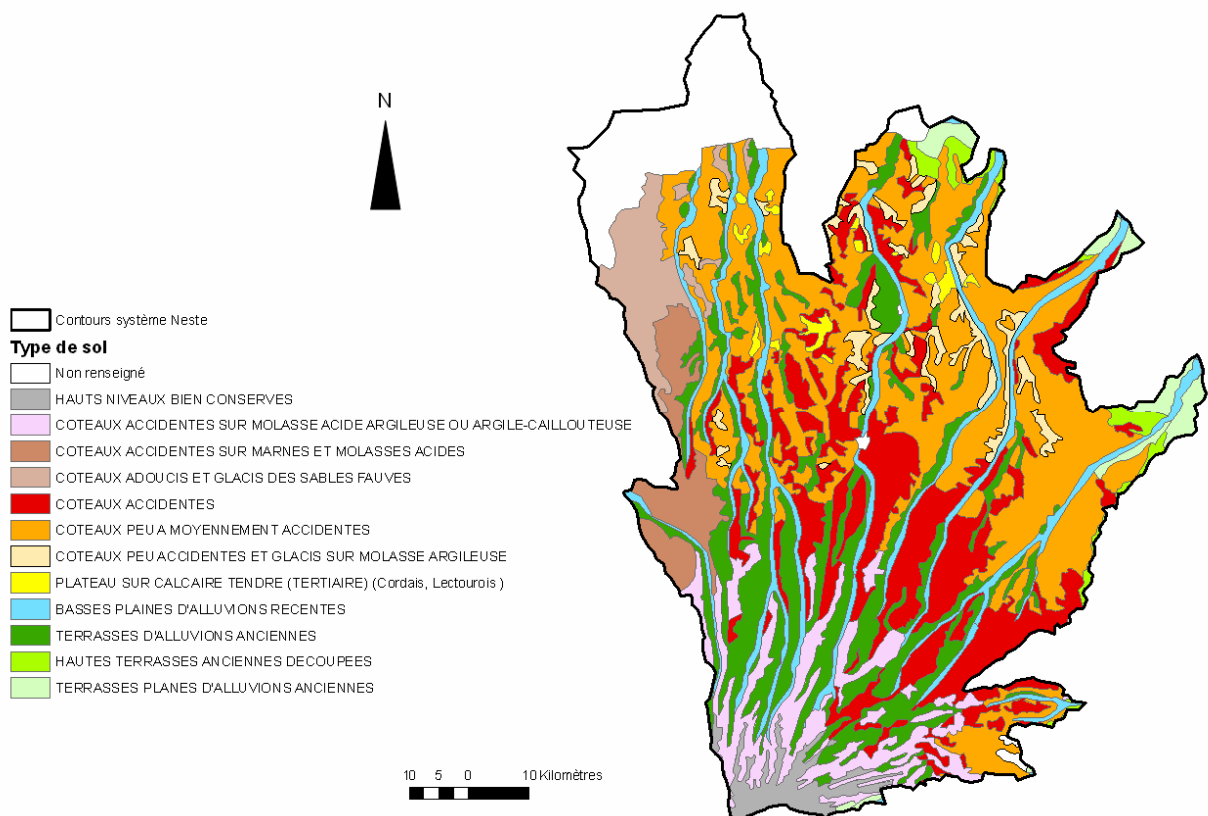 N
Contours système Neste
Type de sol
Non renseigné
HAUTS NIVEAUX BIEN CONSERVES
COTEAUX ACCIDENTES SUR MOLASSE ACIDE ARGILEUSE OU ARGILE-CAILLOUTEUSE
COTEAUX ACCIDENTES SUR MARNES ET MOLASSES ACIDES
COTEAUX ADOUCIS ET GLACIS DES SABLES FAUVES
COTEAUX ACCIDENTES
COTEAUX PEU A MOYENNEMENT ACCIDENTES
COTEAUX PEU ACCIDENTES ET GLACIS SUR MOLASSE ARGILEUSE
PLATEAU SUR CALCAIRE TENDRE (TERTIAIRE) (Cordais, Lectourois )
BASSES PLAINES D'ALLUVIONS RECENTES
TERRASSES D'ALLUVIONS ANCIENNES
HAUTES TERRASSES ANCIENNES DECOUPEES
TERRASSES PLANES D'ALLUVIONS ANCIENNES
10 5 0 10 Kilomètres